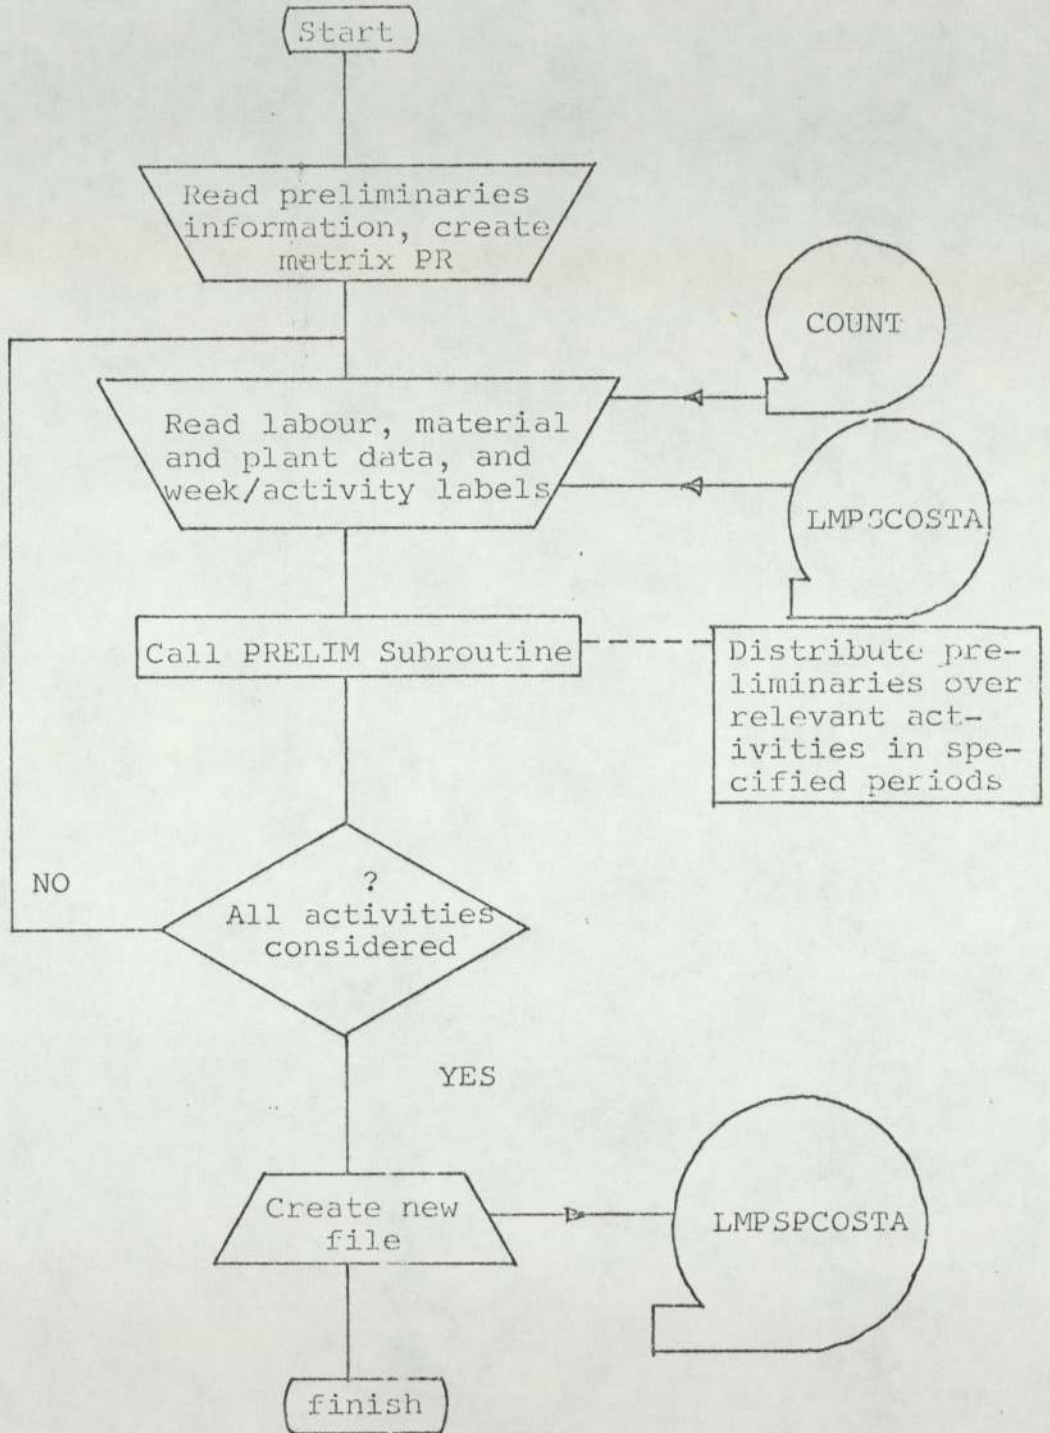 Start
Read preliminaries
information, create
matrix PR
COUNT
Read labour, material
and plant data, and
week/activity labels
LMPSCOSTA
Call PRELIM Subroutine
Distribute pre-
liminaries over
relevant act-
ivities in spe-
cified periods
NO
?
All activities
considered
YES
Create new
file
LMPSPCOSTA
finish